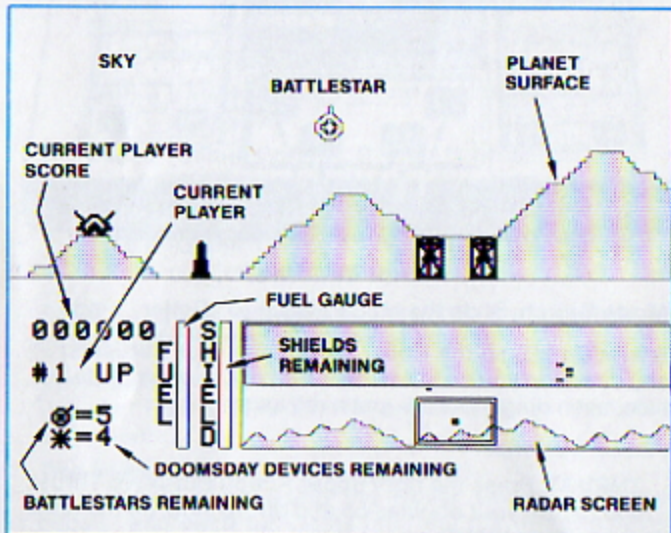 SKY
BATTLESTAR
PLANET
SURFACE
CURRENT PLAYER
SCORE
CURRENT
PLAYER
FUEL GAUGE
000000
#1 UP
FUEL
SHIELD
SHIELDS
REMAINING
=5
=4
DOOMSDAY DEVICES REMAINING
BATTLESTARS REMAINING
RADAR SCREEN